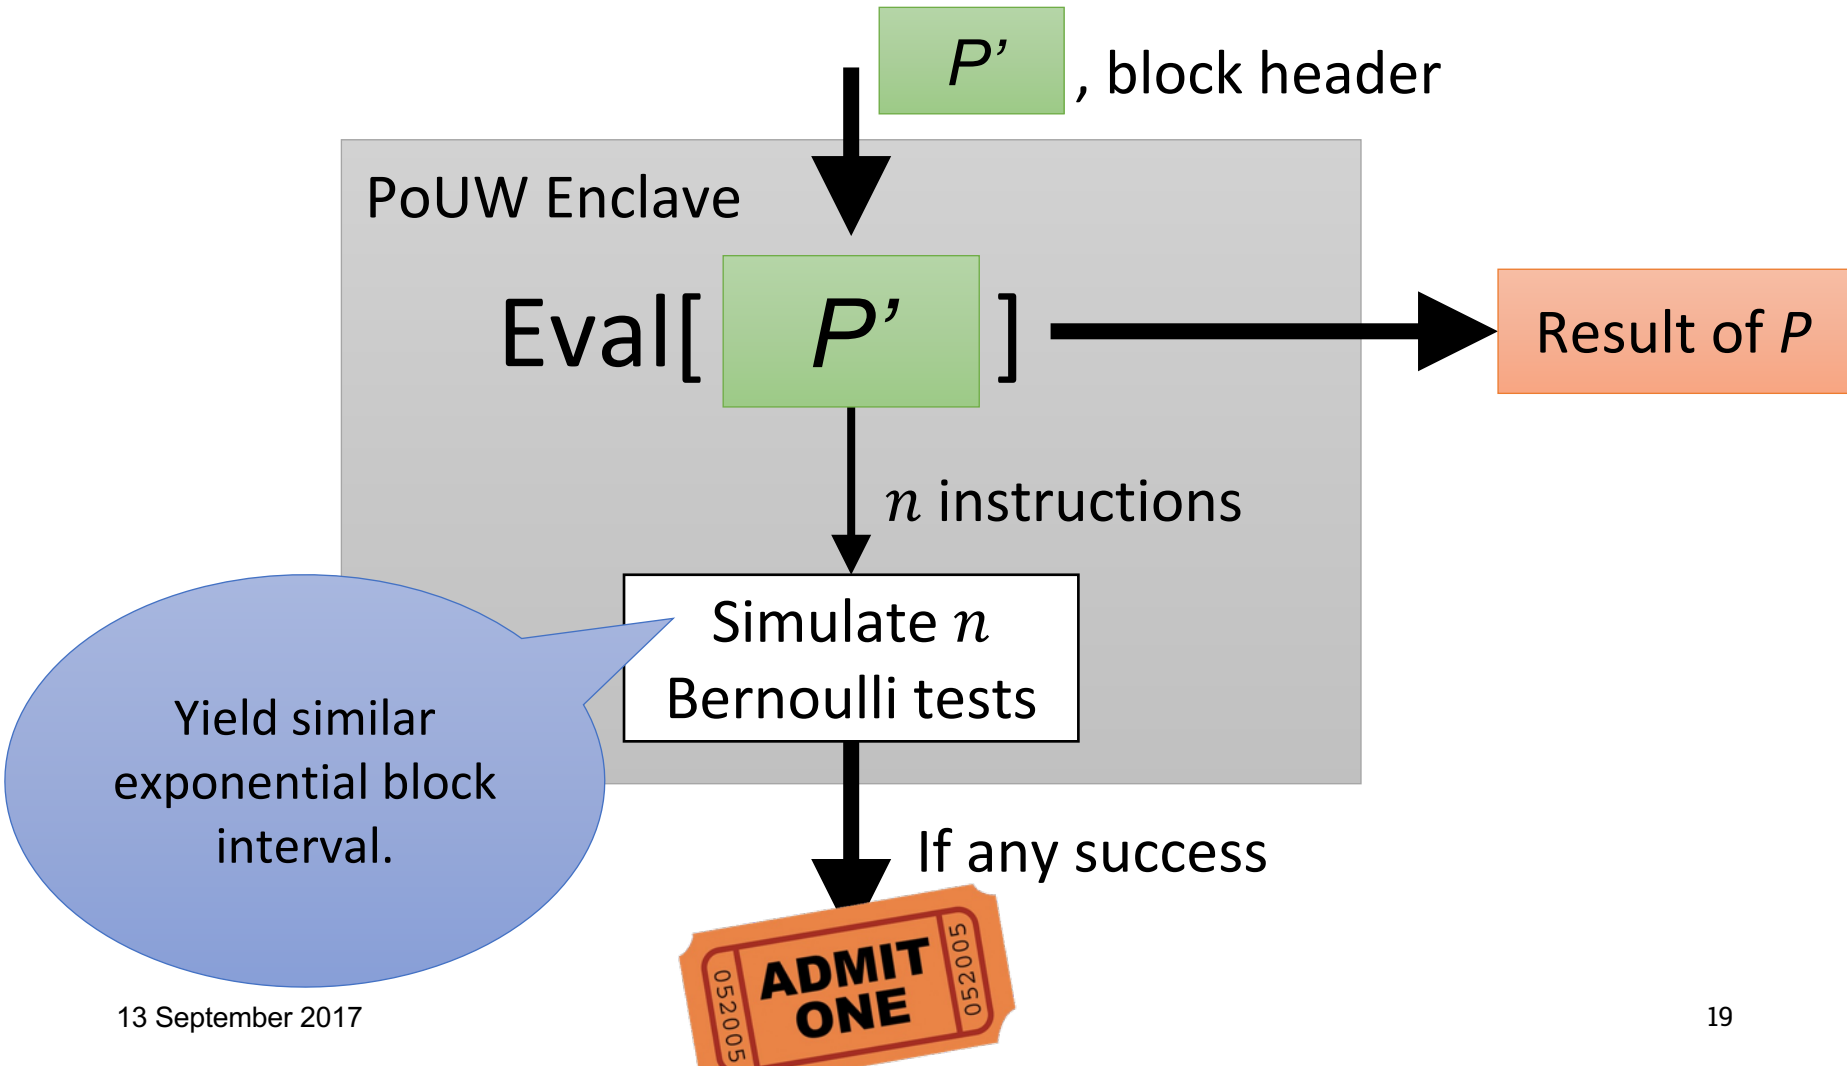 P’ , block header
PoUW Enclave
Eval[ P’ ]
Result of P
n instructions
Simulate n
Bernoulli tests
Yield similar
exponential block
interval.
If any success
052005
ADMIT
ONE
052005
13 September 2017
19